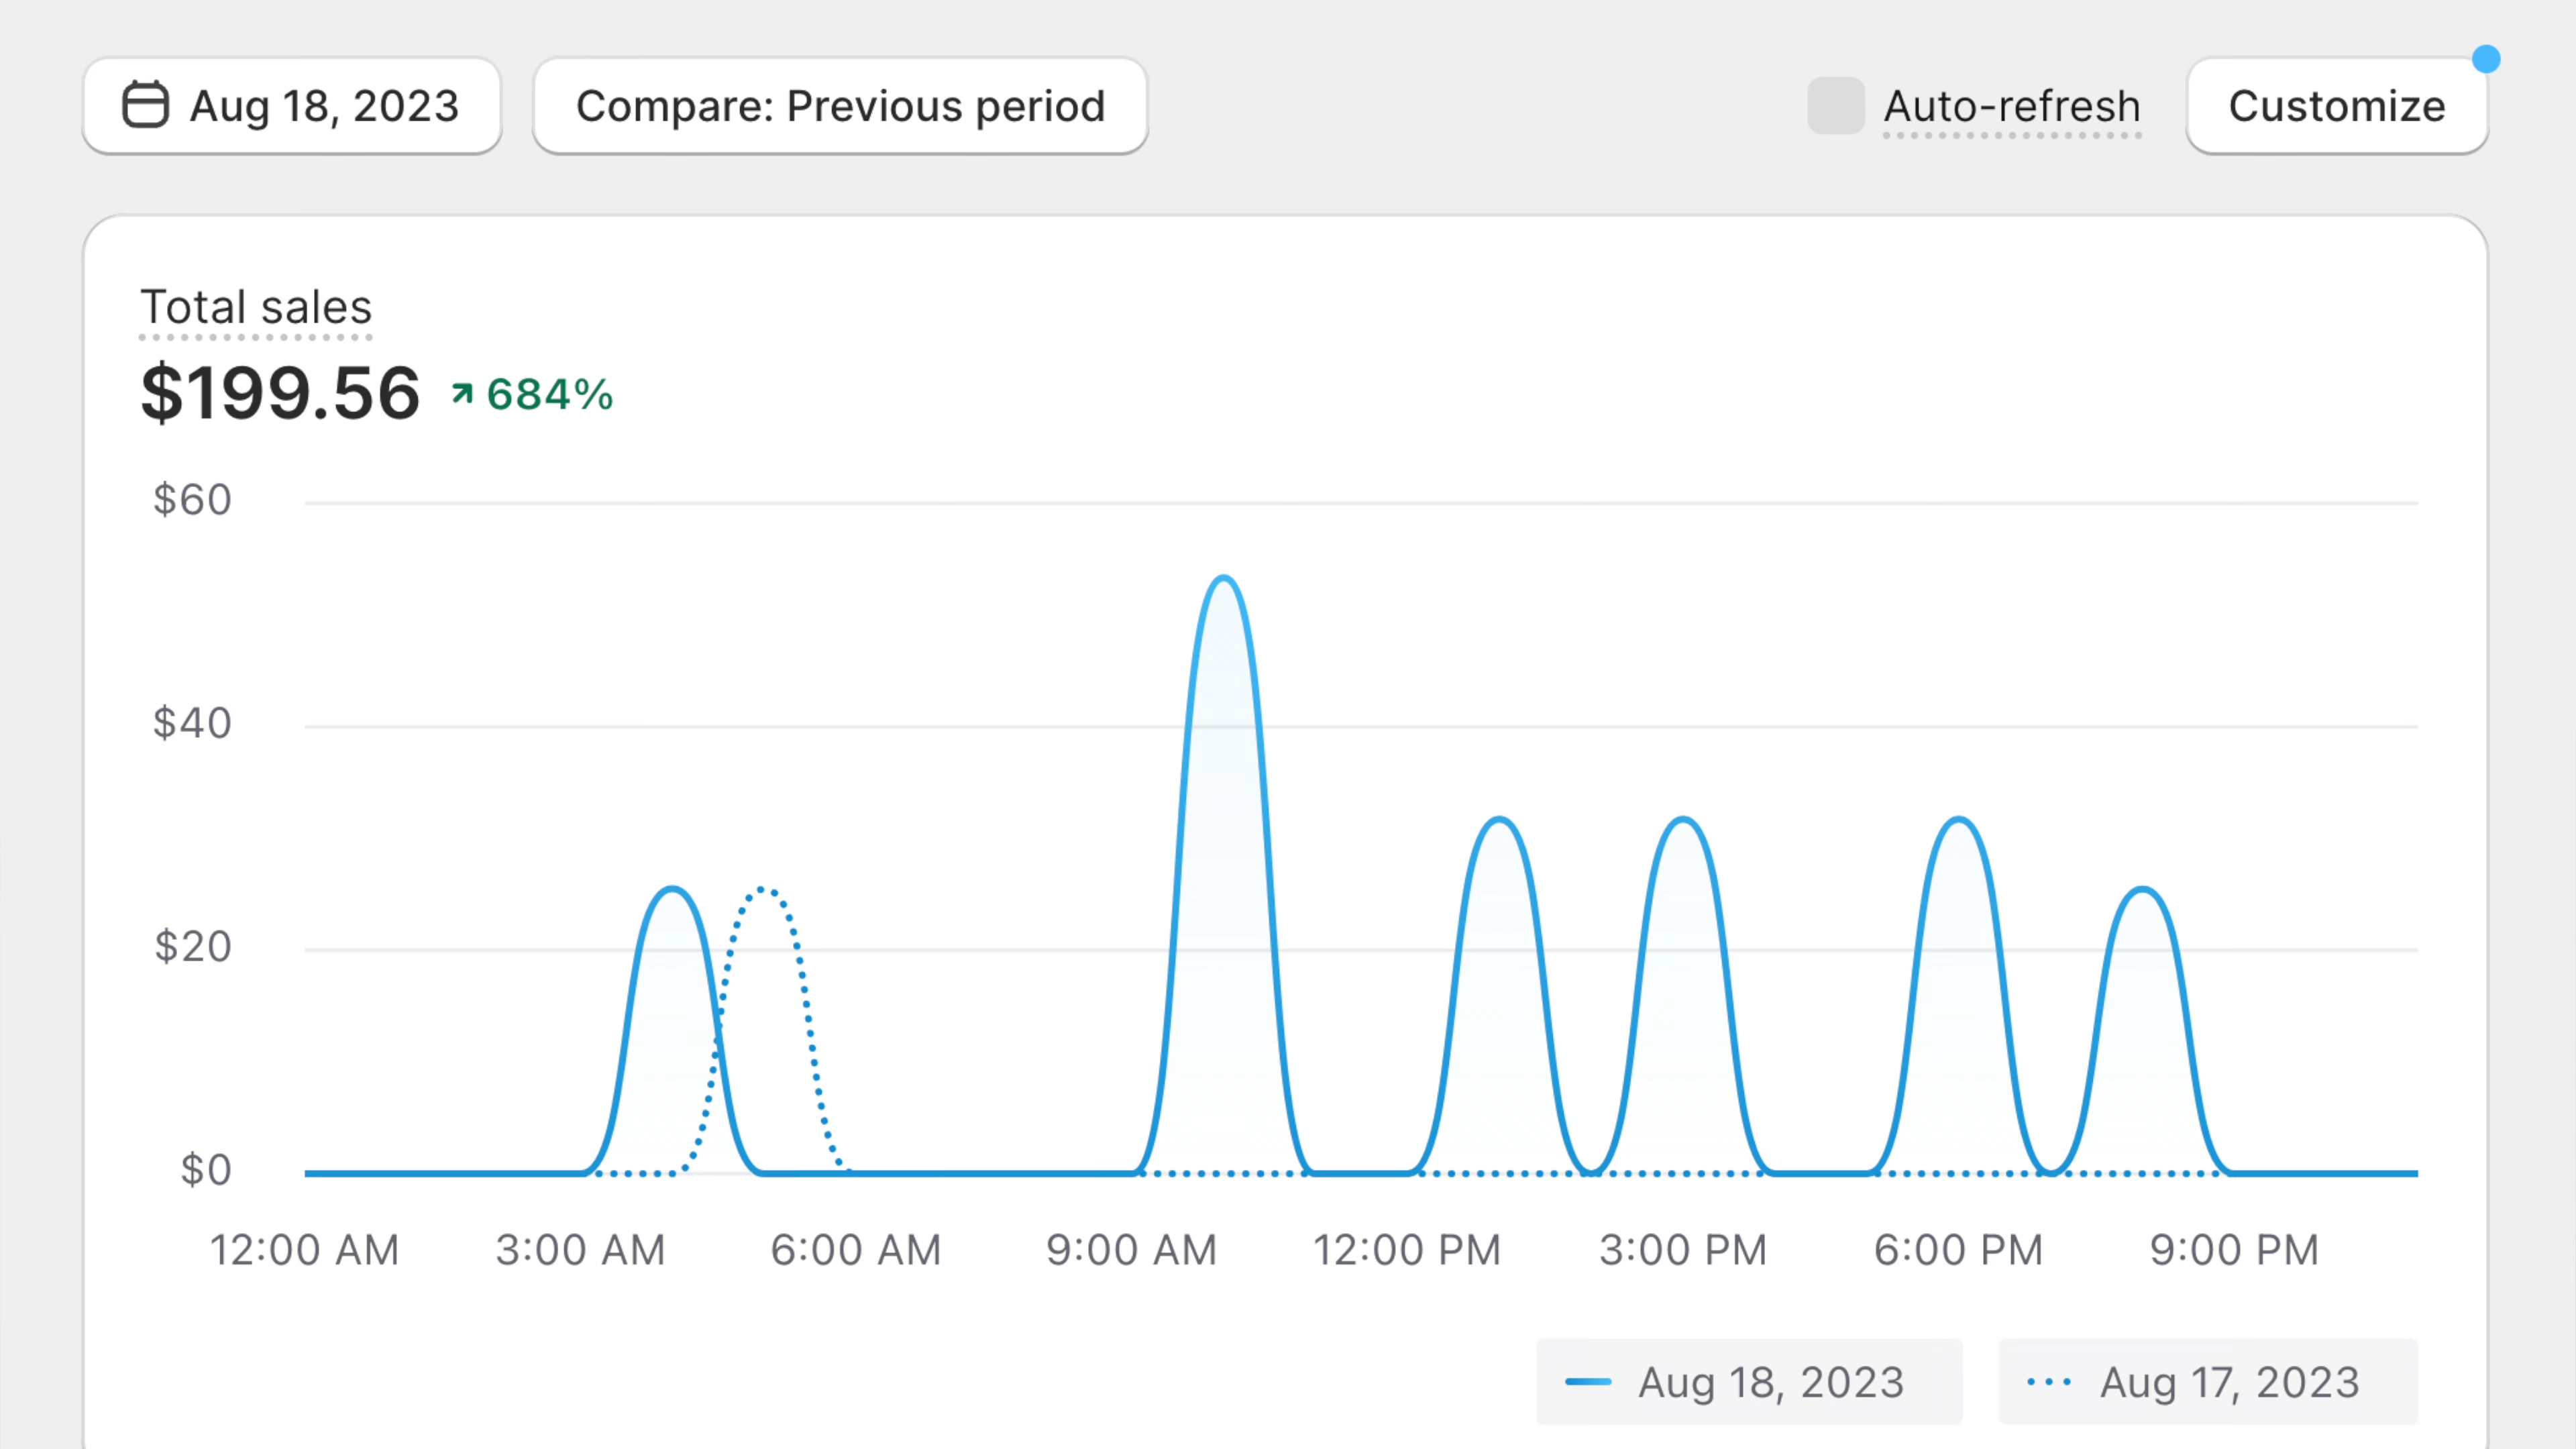 Aug 18, 2023
Compare: Previous period
Auto-refresh
Customize
Total sales
$199.56 684%
$60
$40
$20
$0
12:00 AM 3:00 AM 6:00 AM 9:00 AM 12:00 PM 3:00 PM 6:00 PM 9:00 PM
Aug 18, 2023
Aug 17, 2023